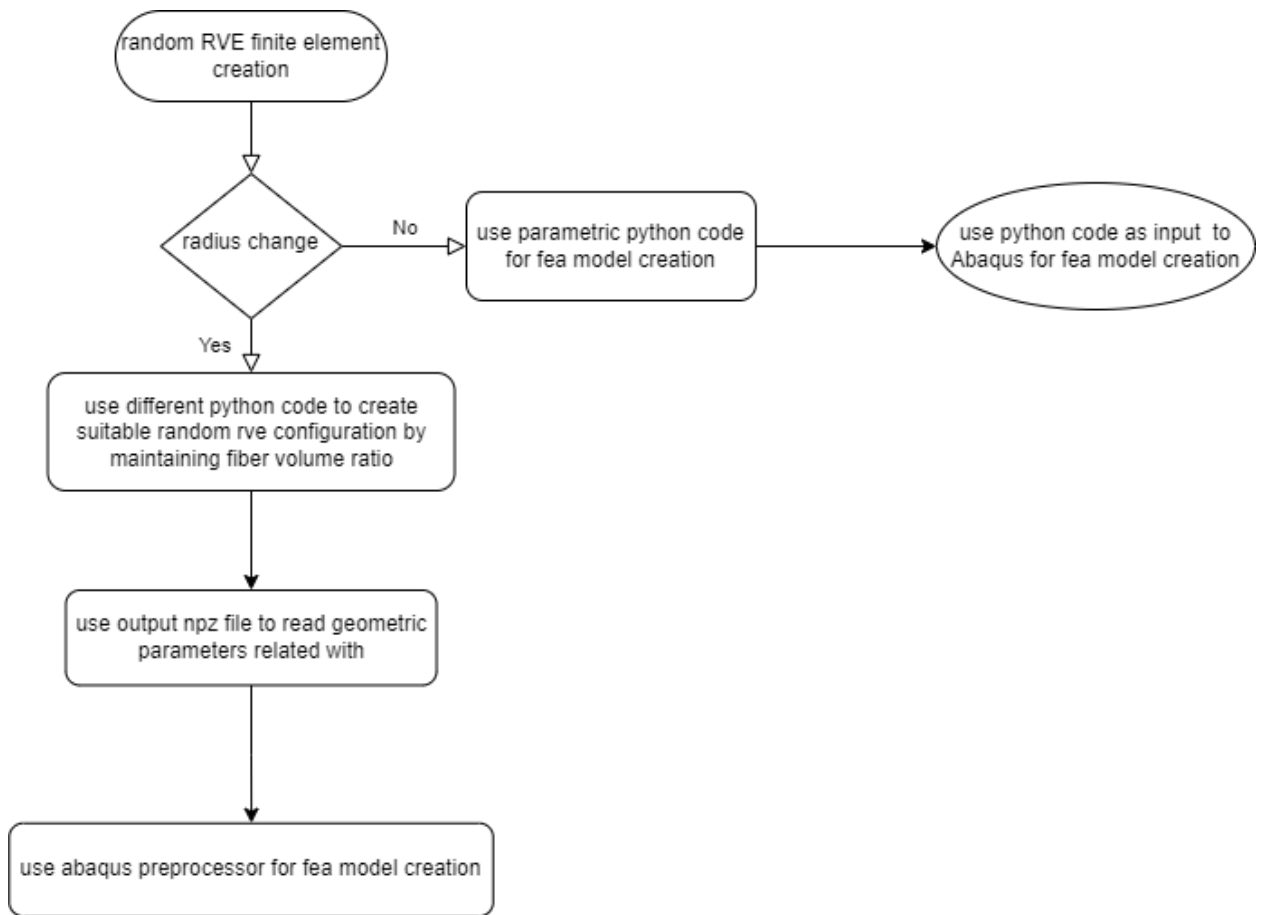 random RVE finite element
creation
radius change
No
use parametric python code
for fea model creation
use python code as input to
Abaqus for fea model creation
Yes
use different python code to create
suitable random rve configuration by
maintaining fiber volume ratio
use output npz file to read geometric
parameters related with
use abaqus preprocessor for fea model creation